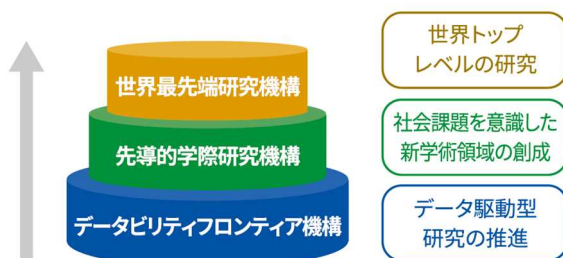 世界最先端研究機構
世界トップ
レベルの研究
先導的学際研究機構
社会課題を意識した
新学術領域の創成
データビリティフロンティア機構
データ駆動型
研究の推進